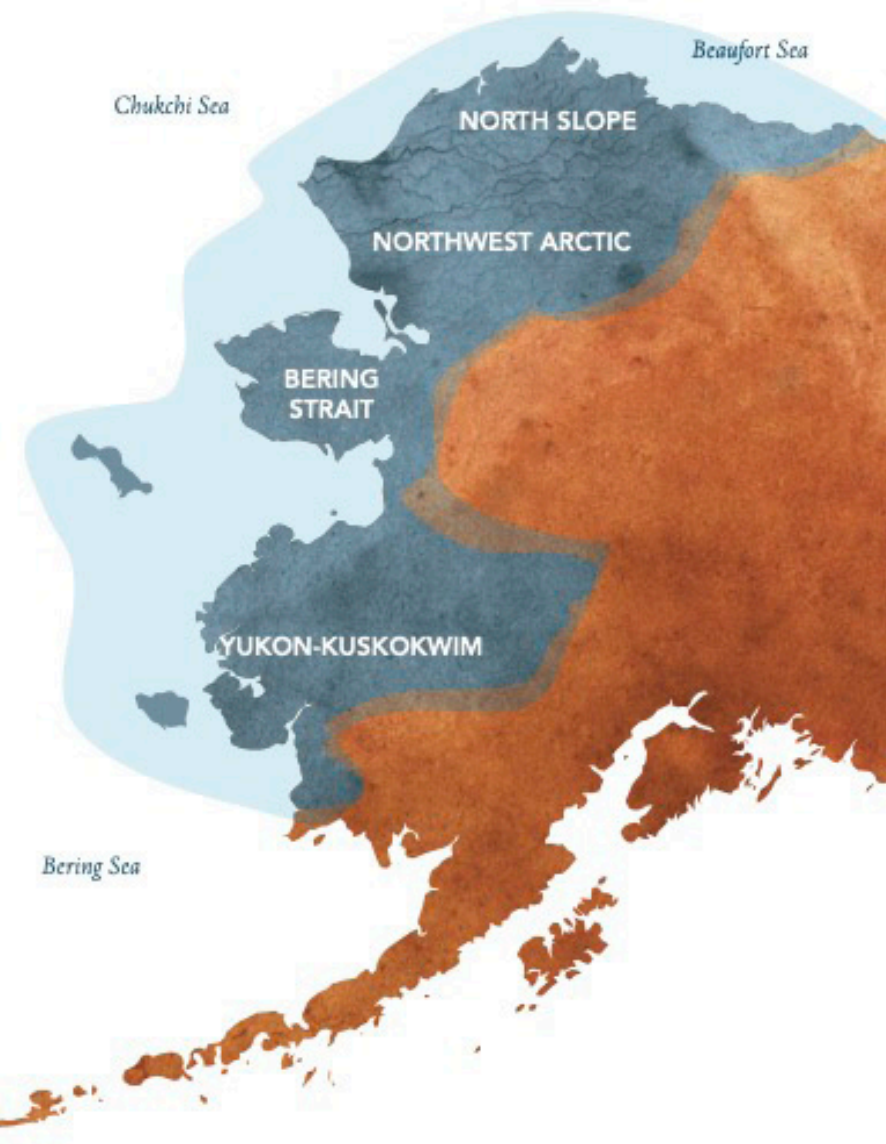 Beaufort Sea
Chukchi Sea
NORTH SLOPE
NORTHWEST ARCTIC
BERING
STRAIT
YUKON-KUSKOKWIM
Bering Sea